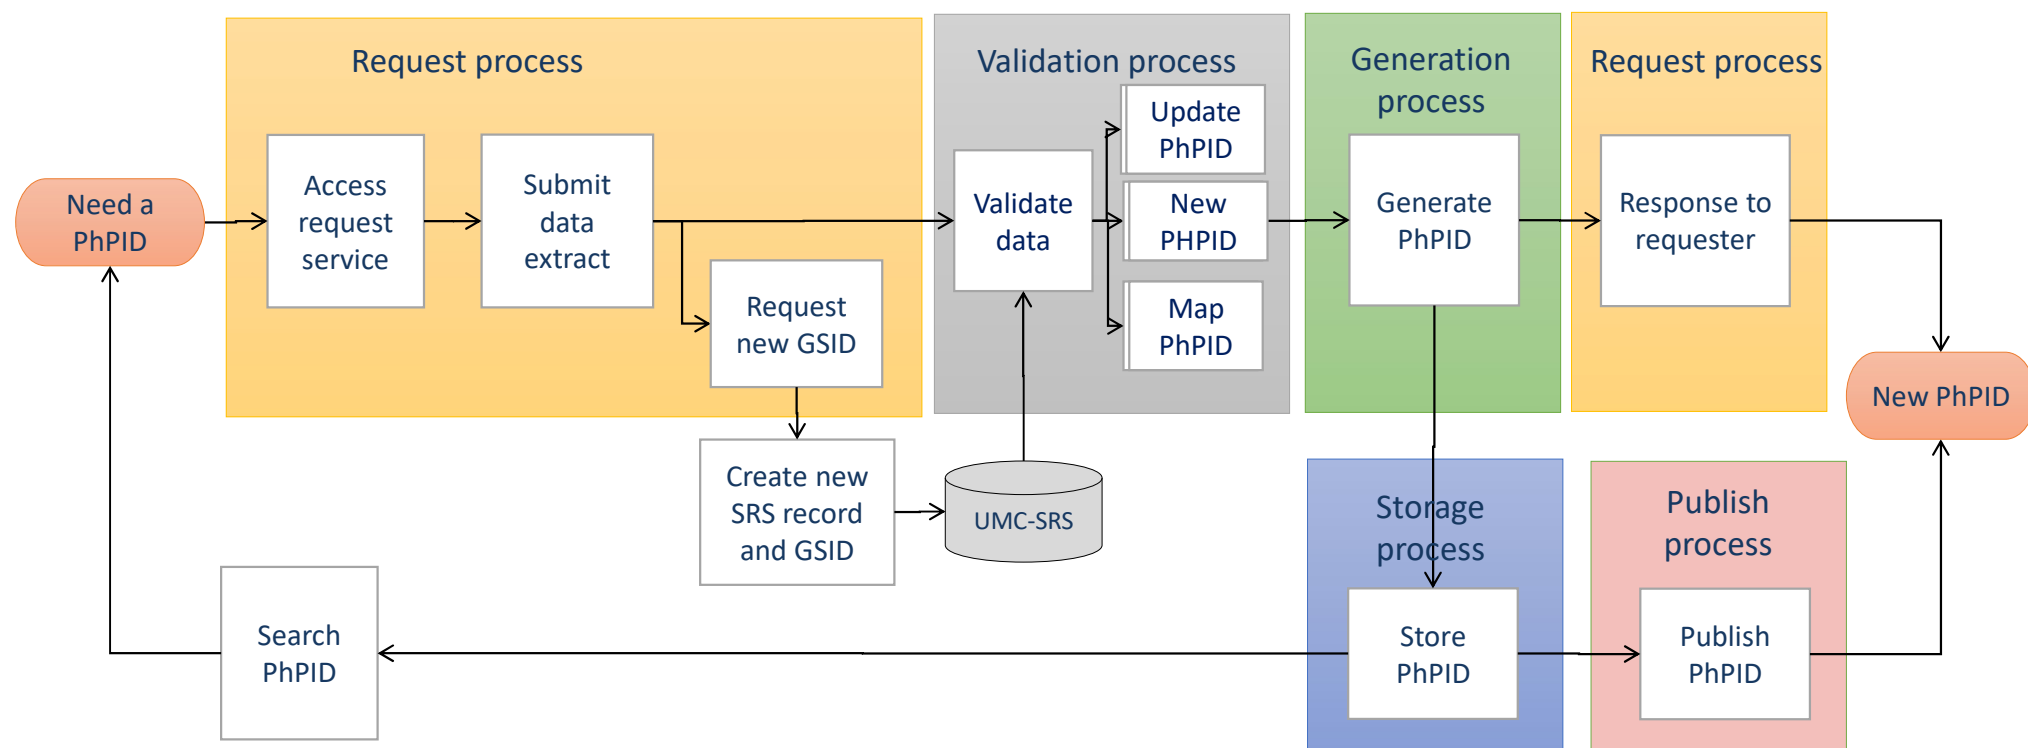 Request process
Validation process
Generation
process
Request process
Need a
PhPID
Access
request
service
Submit
data
extract
Request
new GSID
Validate
data
Update
PhPID
New
PHPID
Map
PhPID
Generate
PhPID
Response to
requester
New PhPID
Create new
SRS record
and GSID
UMC-SRS
Storage
process
Publish
process
Search
PhPID
Store
PhPID
Publish
PhPID